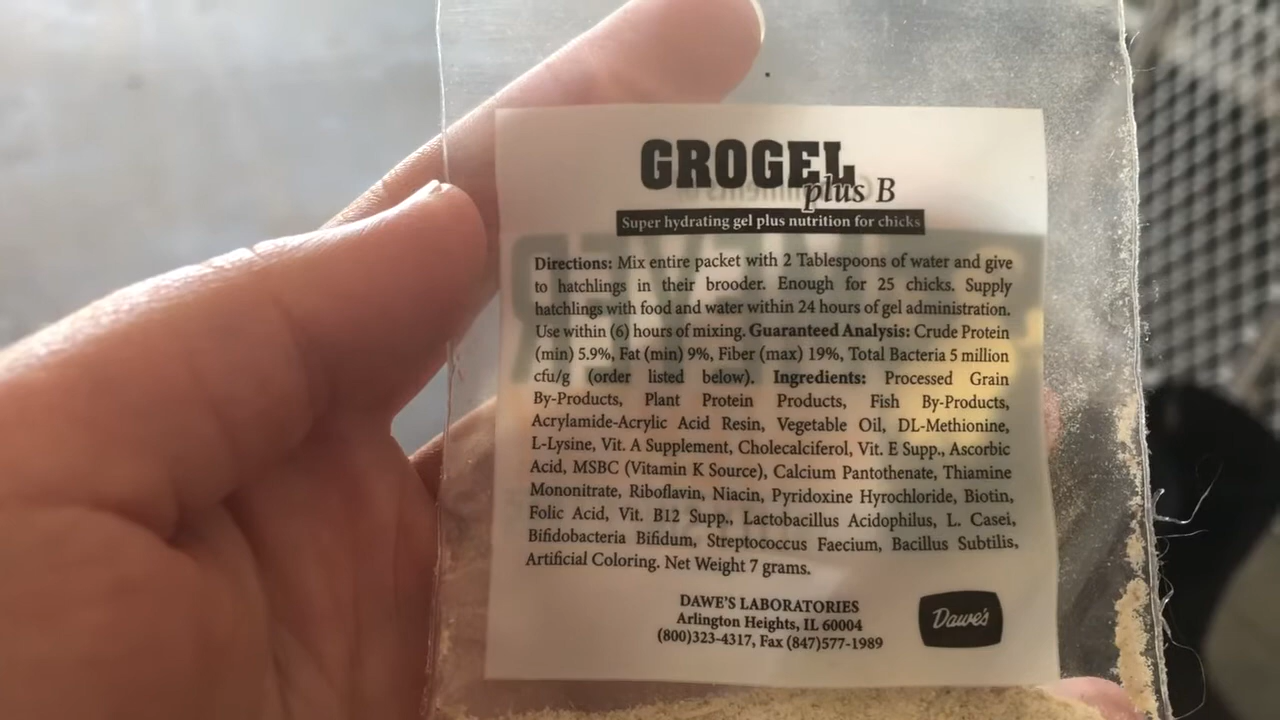 GROGEL
plus B
Super hydrating gel plus nutrition for chicks
Directions: Mix entire packet with 2 Tablespoons of water and give
to hatchlings in their brooder. Enough for 25 chicks. Supply
hatchlings with food and water within 24 hours of gel administration.
Use within (6) hours of mixing. Guaranteed Analysis: Crude Protein
(min) 5.9%, Fat (min) 9%, Fiber (max) 19%, Total Bacteria 5 million
cfu/g (order listed below). Ingredients: Processed Grain
By-Products, Plant Protein Products, Fish By-Products,
Acrylamide-Acrylic Acid Resin, Vegetable Oil, DL-Methionine,
L-Lysine, Vit. A Supplement, Cholecalciferol, Vit. E Supp., Ascorbic
Acid, MSBC (Vitamin K Source), Calcium Pantothenate, Thiamine
Mononitrate, Riboflavin, Niacin, Pyridoxine Hyrochloride, Biotin,
Folic Acid, Vit. B12 Supp., Lactobacillus Acidophilus, L. Casei,
Bifidobacteria Bifidum, Streptococcus Faecium, Bacillus Subtilis,
Artificial Coloring. Net Weight 7 grams.
DAWE'S LABORATORIES
Arlington Heights, IL 60004
(800)323-4317, Fax (847)577-1989
Dawe's